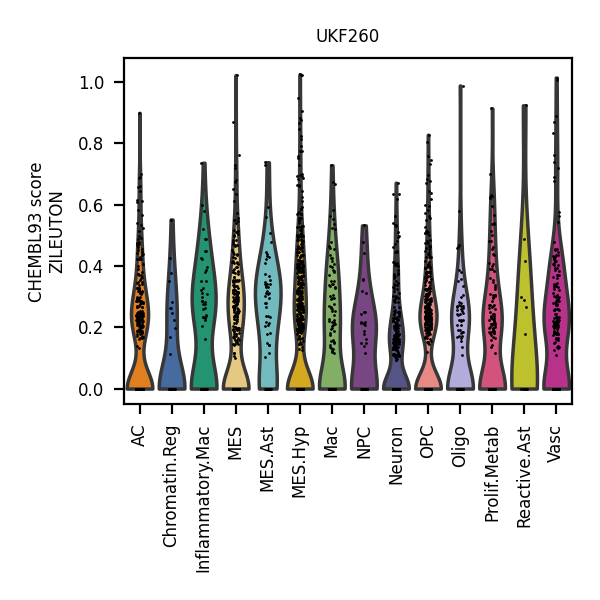 UKF260
CHEMBL93 score
ZILEUTON
1.0
0.8
0.6
0.4
0.2
0.0
AC
Chromatin.Reg
Inflammatory.Mac
MES
MES.Ast
MES.Hyp
Mac
NPC
Neuron
OPC
Oligo
Prolif.Metab
Reactive.Ast
Vasc